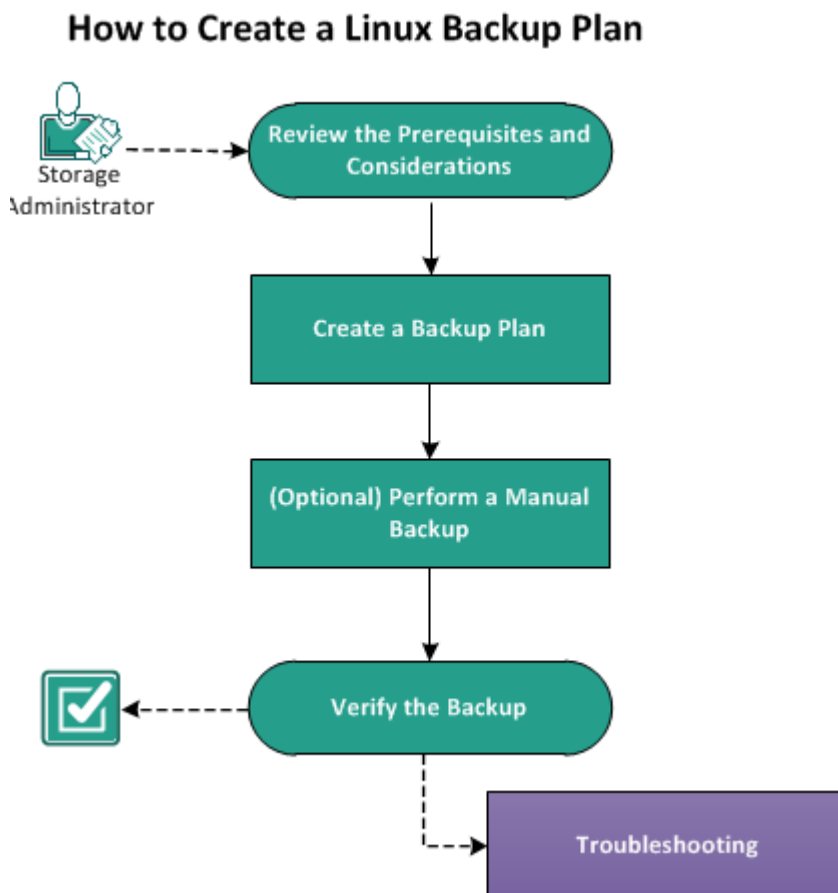 How to Create a Linux Backup Plan
Review the Prerequisites and
Considerations
Storage
Administrator
Create a Backup Plan
(Optional) Perform a Manual
Backup
Verify the Backup
Troubleshooting